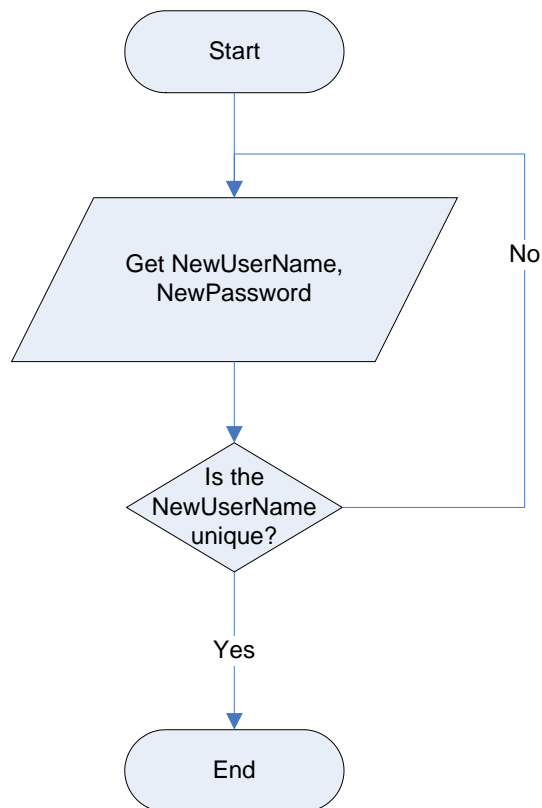 Start
Get NewUserName,
NewPassword
No
Is the
NewUserName
unique?
Yes
End